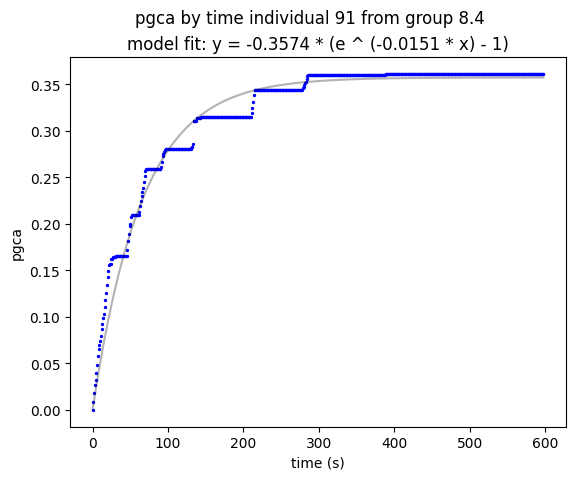 pgca by time individual 91 from group 8.4
model fit: y = -0.3574 * (e ^ (-0.0151 * x) - 1)
0.35
0.30
0.25
0.20
0.15
0.10
0.05
0.00
pgca
0 100 200 300 400 500 600
time (s)